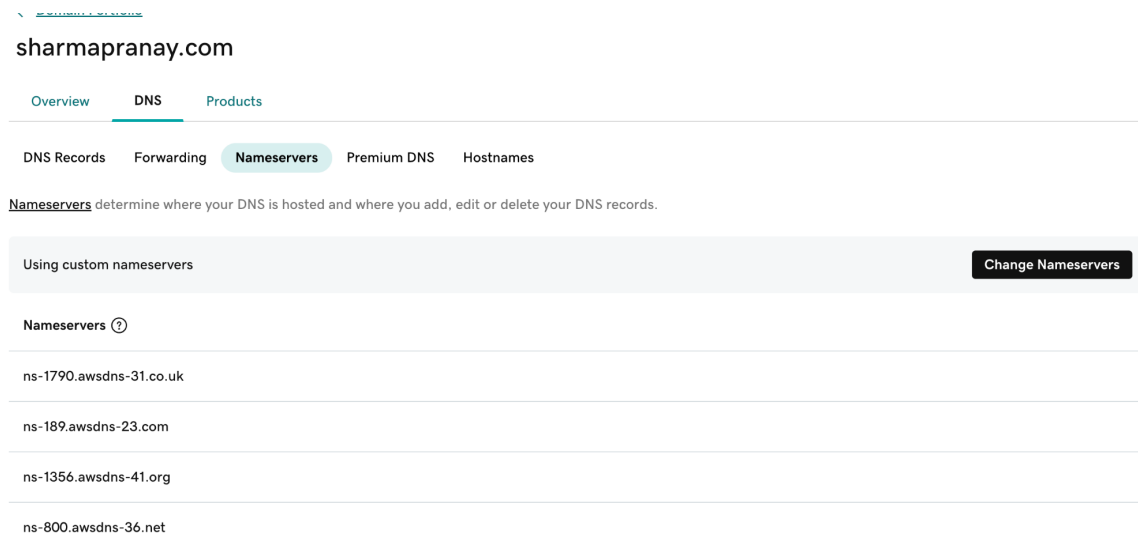 Domain Portfolio
sharmapranay.com
Overview DNS Products
DNS Records Forwarding Nameservers Premium DNS Hostnames
Nameservers determine where your DNS is hosted and where you add, edit or delete your DNS records.
Using custom nameservers Change Nameservers
Nameservers ?
ns-1790.awsdns-31.co.uk
ns-189.awsdns-23.com
ns-1356.awsdns-41.org
ns-800.awsdns-36.net